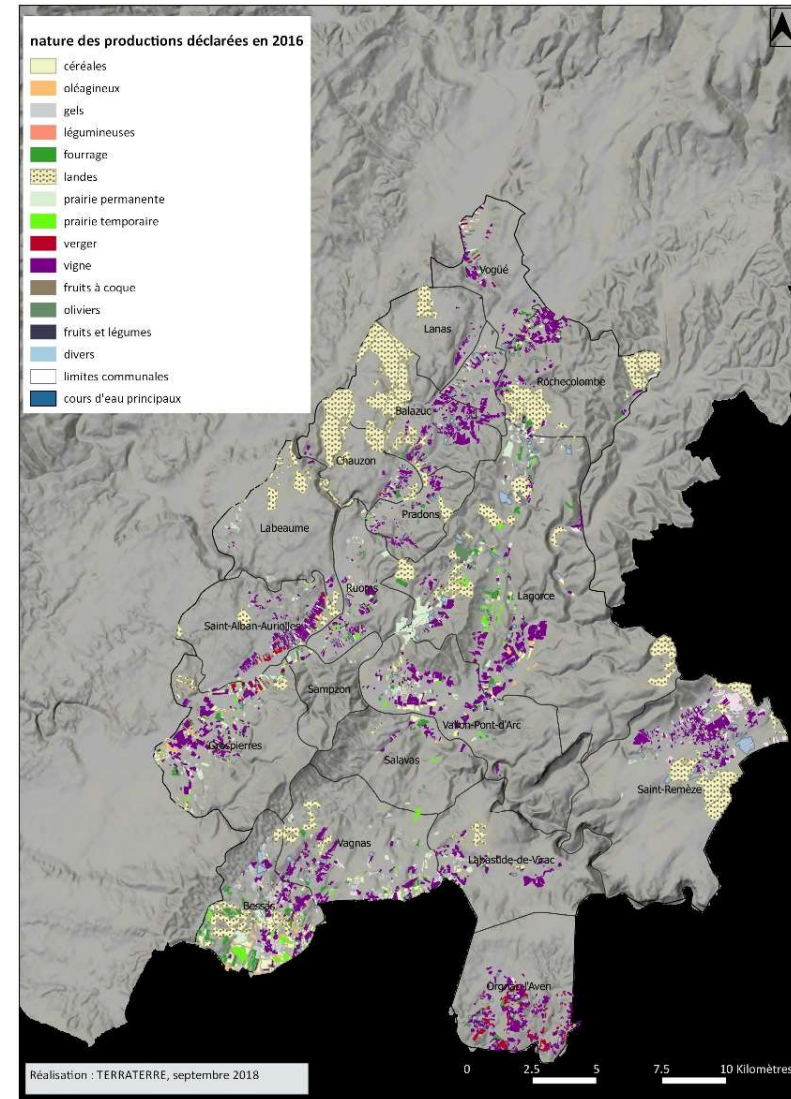 nature des productions déclarées en 2016
céréales
oléagineux
gels
légumineuses
fourrage
landes
prairie permanente
prairie temporaire
verger
vigne
fruits à coque
oliviers
fruits et légumes
divers
limites communales
cours d'eau principaux
Vogüé
Lanas
Rochecolombe
Balazuc
Chauzon
Pradons
Labeaume
Ruoms
Lagorce
Saint-Alban-Auriolles
Sampzon
Vallon-Pont-d'Arc
Grospierres
Salavas
Saint-Remèze
Vagnas
Labastide-de-Virac
Bessas
Orgnac-l'Aven
Réalisation : TERRATERRE, septembre 2018
0 2.5 5 7.5 10 Kilomètres